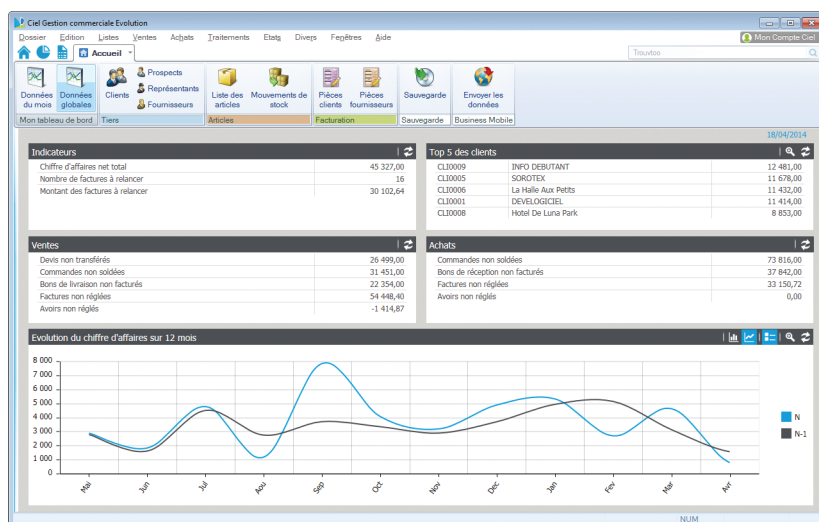 Ciel Gestion commerciale Evolution
Dossier Edition Listes Ventes Achats Traitements Etats Divers Fenêtres Aide
Mon Compte Ciel
Accueil
Trouvtoo
Prospects
Représentants
Fournisseurs
Données du mois
Données globales
Clients
Liste des articles
Mouvements de stock
Pièces clients
Pièces fournisseurs
Sauvegarde
Envoyer les données
Mon tableau de bord Tiers Articles Facturation Sauvegarde Business Mobile
18/04/2014
Indicateurs
Chiffre d'affaires net total 45 327,00
Nombre de factures à relancer 16
Montant des factures à relancer 30 102,64
Top 5 des clients
CLI0009 INFO DEBUTANT 12 481,00
CLI0005 SOROTEX 11 678,00
CLI0006 La Halle Aux Petits 11 432,00
CLI0001 DEVELOGICIEL 11 414,00
CLI0008 Hotel De Luna Park 8 853,00
Ventes
Devis non transférés 26 499,00
Commandes non soldées 31 451,00
Bons de livraison non facturés 22 354,00
Factures non réglées 54 448,40
Avoirs non réglés -1 414,87
Achats
Commandes non soldées 73 816,00
Bons de réception non facturés 37 842,00
Factures non réglées 33 150,72
Avoirs non réglés 0,00
Evolution du chiffre d'affaires sur 12 mois
8 000
7 000
6 000
5 000
4 000
3 000
2 000
1 000
0
N
N-1
Mai Jun Jul Aou Sep Oct Nov Dec Jan Fev Mar Avr
NUM